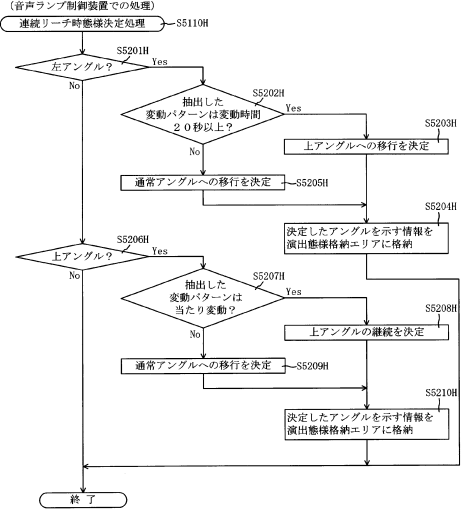 (音声ランプ制御装置での処理)
連続リーチ時態様決定処理
S5110H
S5201H
左アングル?
Yes
No
S5202H
抽出した
変動パターンは変動時間
20秒以上?
Yes
No
S5203H
上アングルへの移行を決定
通常アングルへの移行を決定
S5205H
S5204H
決定したアングルを示す情報を
演出態様格納エリアに格納
S5206H
上アングル?
Yes
No
S5207H
抽出した
変動パターンは
当たり変動?
Yes
No
S5208H
上アングルの継続を決定
通常アングルへの移行を決定
S5209H
S5210H
決定したアングルを示す情報を
演出態様格納エリアに格納
終了